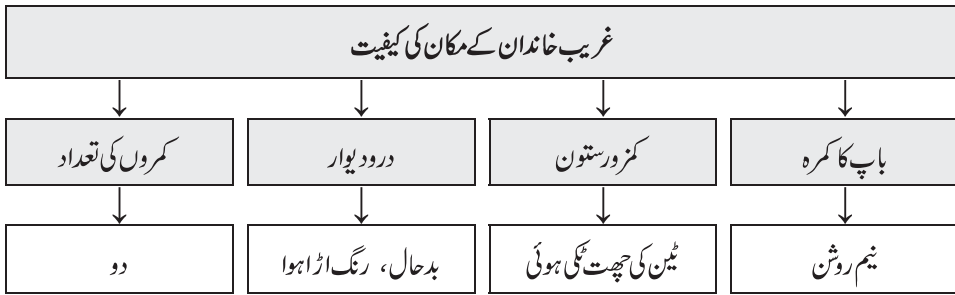 غریب خاندان کے مکان کی کیفیت
باپ کا کمرہ
کمزور ستون
در و دیوار
کمروں کی تعداد
نیم روشن
ٹین کی چھت ٹکی ہوئی
بدحال، رنگ اڑا ہوا
دو